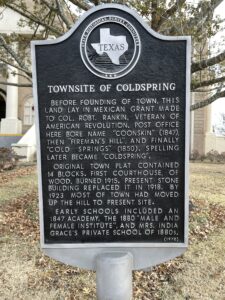 TEXAS
TOWNSITE OF COLDSPRING
BEFORE FOUNDING OF TOWN, THIS
LAND LAY IN MEXICAN GRANT MADE
TO COL. ROBT. RANKIN, VETERAN OF
AMERICAN REVOLUTION. POST OFFICE
HERE BORE NAME "COONSKIN" (1847),
THEN "FIREMAN'S HILL", AND FINALLY
"COLD SPRINGS" (1850), SPELLING
LATER BECAME "COLDSPRING".
ORIGINAL TOWN PLAT CONTAINED
14 BLOCKS. FIRST COURTHOUSE, OF
WOOD, BURNED 1915. PRESENT STONE
BUILDING REPLACED IT IN 1918. BY
1923 MOST OF TOWN HAD MOVED
UP THE HILL TO PRESENT SITE.
EARLY SCHOOLS INCLUDED AN
1847 ACADEMY, THE 1880 "MALE AND
FEMALE INSTITUTE", AND MRS. INDIA
GRACE'S PRIVATE SCHOOL OF 1880s.